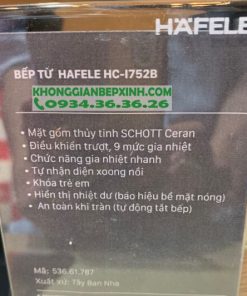 HÄFELE
BẾP TỪ HAFELE HC-I752B
KHONGGIANBEPXINH.COM
0934.36.36.26
• Mặt gốm thủy tinh SCHOTT Ceran
• Điều khiển trượt, 9 mức gia nhiệt
• Chức năng gia nhiệt nhanh
• Tự nhận diện xoong nồi
• Khóa trẻ em
• Hiển thị nhiệt dư (báo hiệu bề mặt nóng)
• An toàn khi tràn (tự động tắt bếp)
Mã: 536.61.787
Xuất xứ: Tây Ban Nha